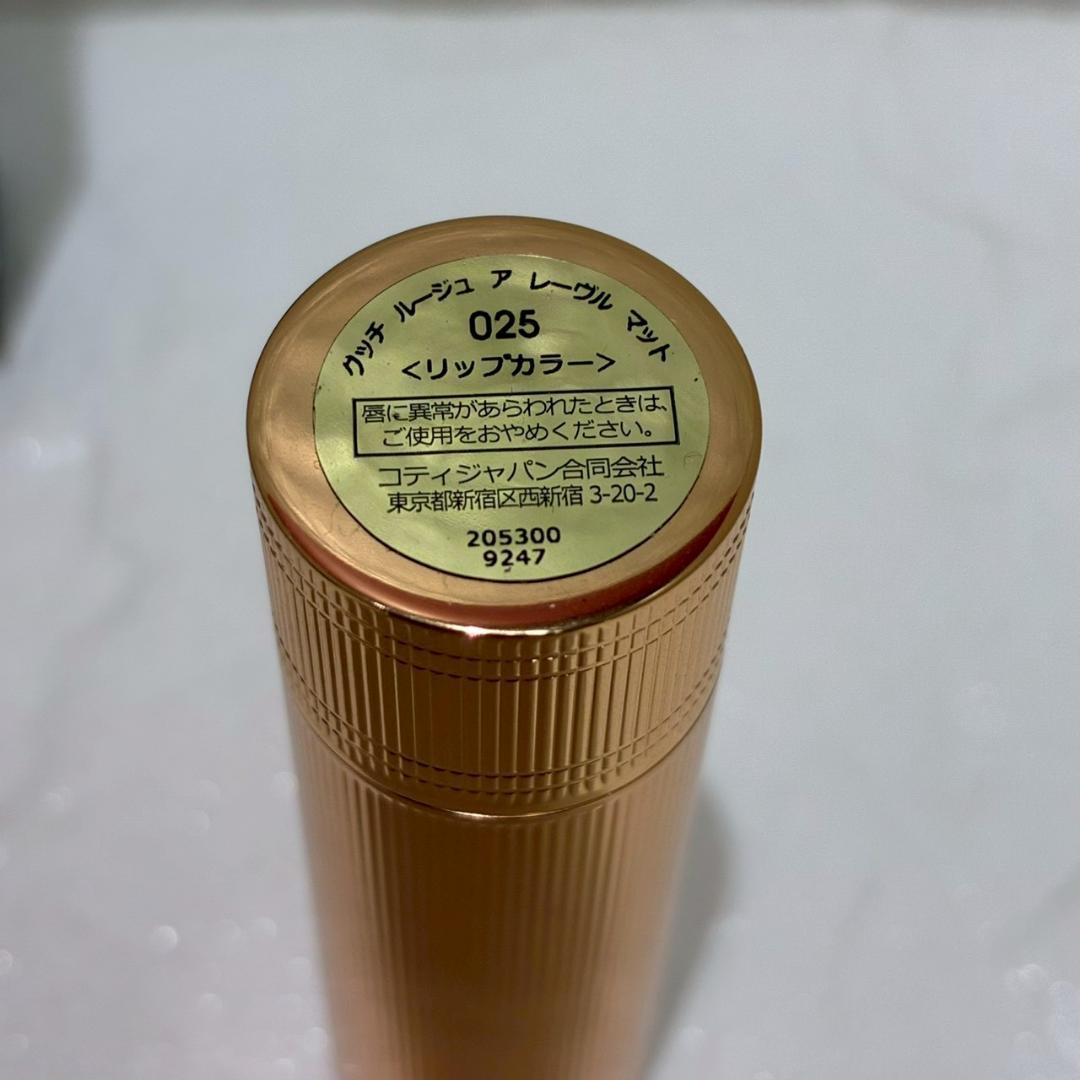 グッチ ルージュ ア レーヴル マット
025
<リップカラー>
唇に異常があらわれたときは、
ご使用をおやめください。
コティジャパン合同会社
東京都新宿区西新宿 3-20-2
205300
9247